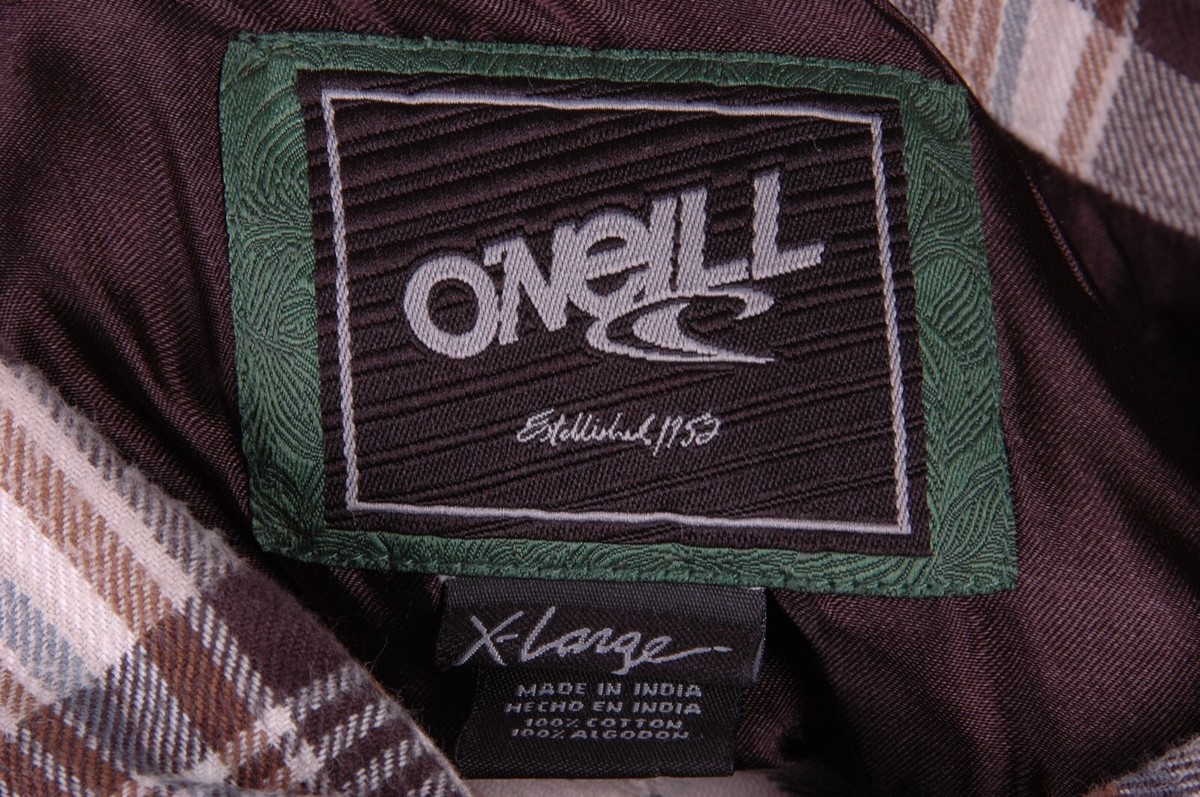 O'NEILL
Established 1952
X-Large
MADE IN INDIA
HECHO EN INDIA
100% COTTON
100% ALGODON